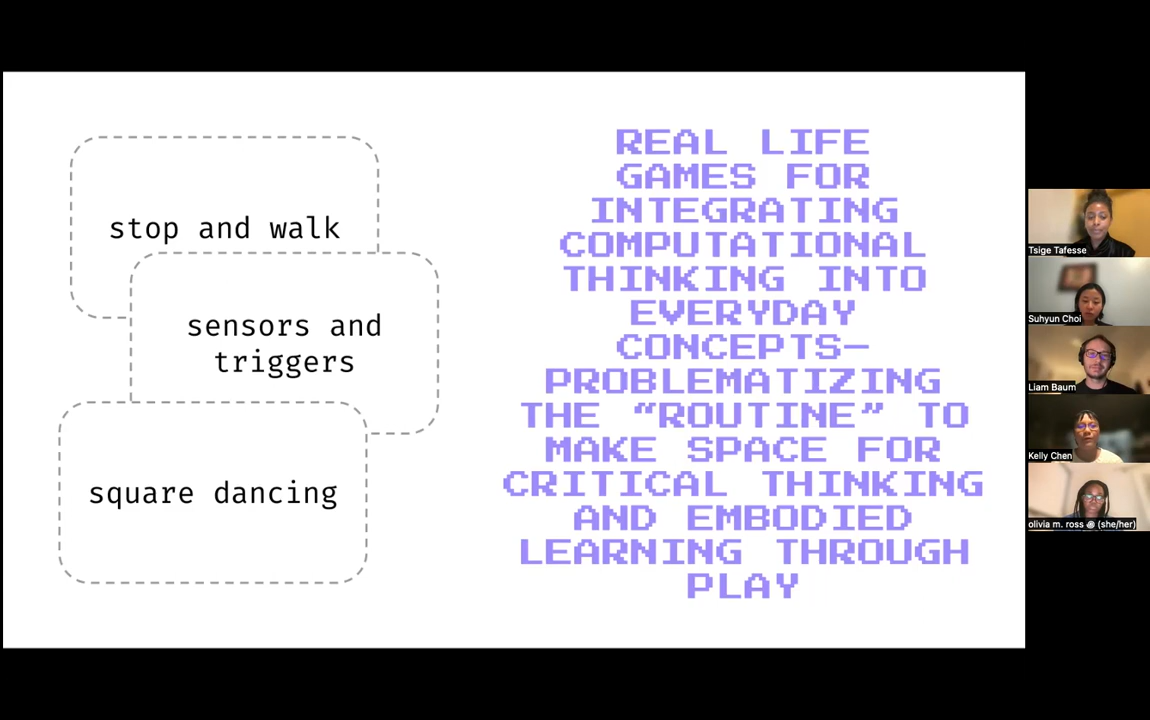 stop and walk
sensors and
triggers
square dancing
REAL LIFE
GAMES FOR
INTEGRATING
COMPUTATIONAL
THINKING INTO
EVERYDAY
CONCEPTS—
PROBLEMATIZING
THE “ROUTINE” TO
MAKE SPACE FOR
CRITICAL THINKING
AND EMBODIED
LEARNING THROUGH
PLAY
Tsige Tafesse
Suhyun Choi
Liam Baum
Kelly Chen
olivia m. ross (she/her)